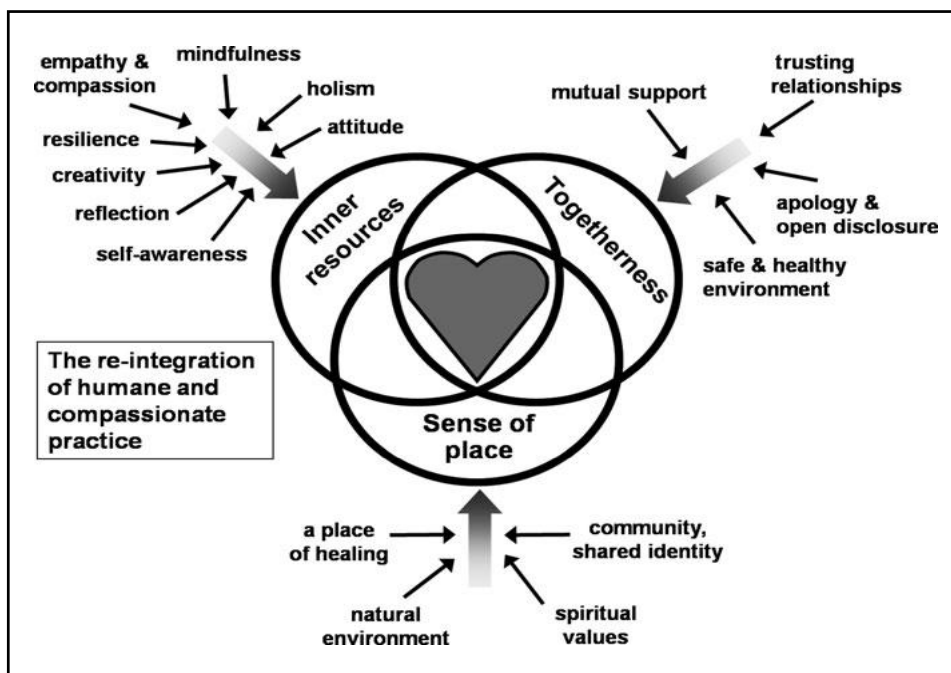 mindfulness
empathy &
compassion
holism
attitude
resilience
creativity
reflection
self-awareness
trusting
relationships
mutual support
apology &
open disclosure
safe & healthy
environment
Inner
resources
Togetherness
Sense of
place
The re-integration
of humane and
compassionate
practice
a place
of healing
community,
shared identity
natural
environment
spiritual
values